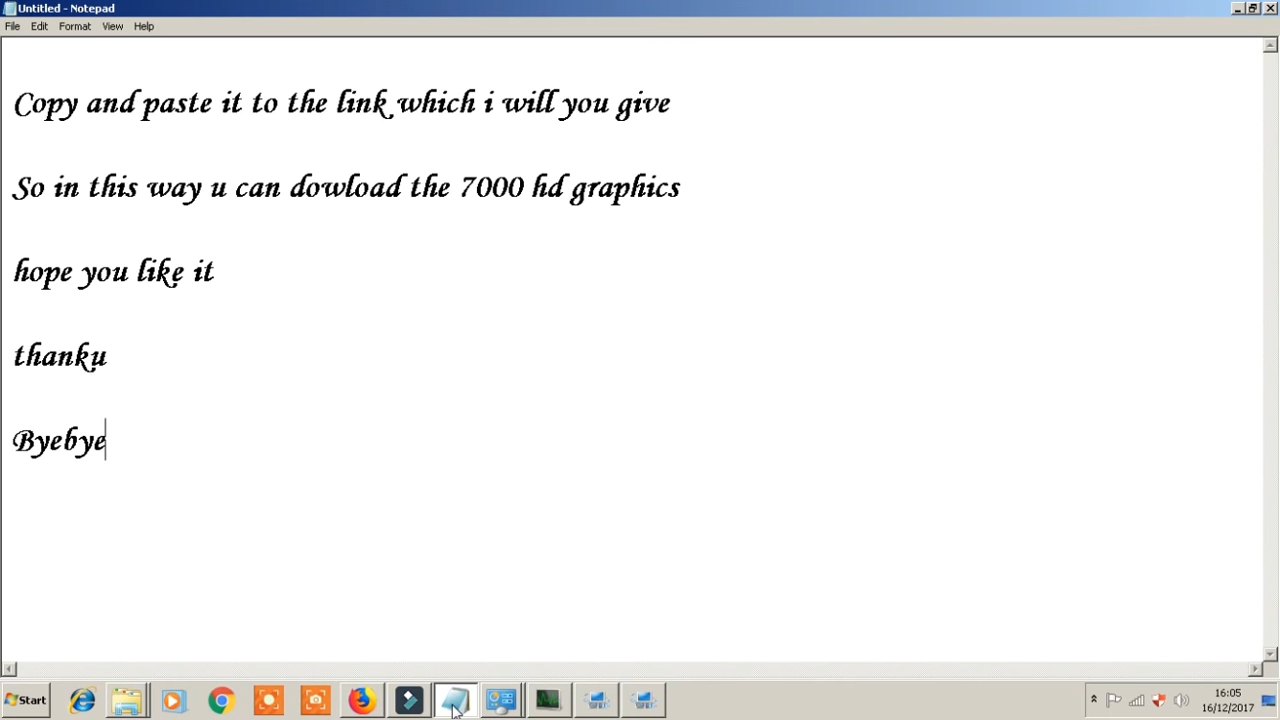 Untitled - Notepad
File Edit Format View Help
Copy and paste it to the link which i will you give
So in this way u can dowload the 7000 hd graphics
hope you like it
thanku
Byebye
Start
16:05
16/12/2017